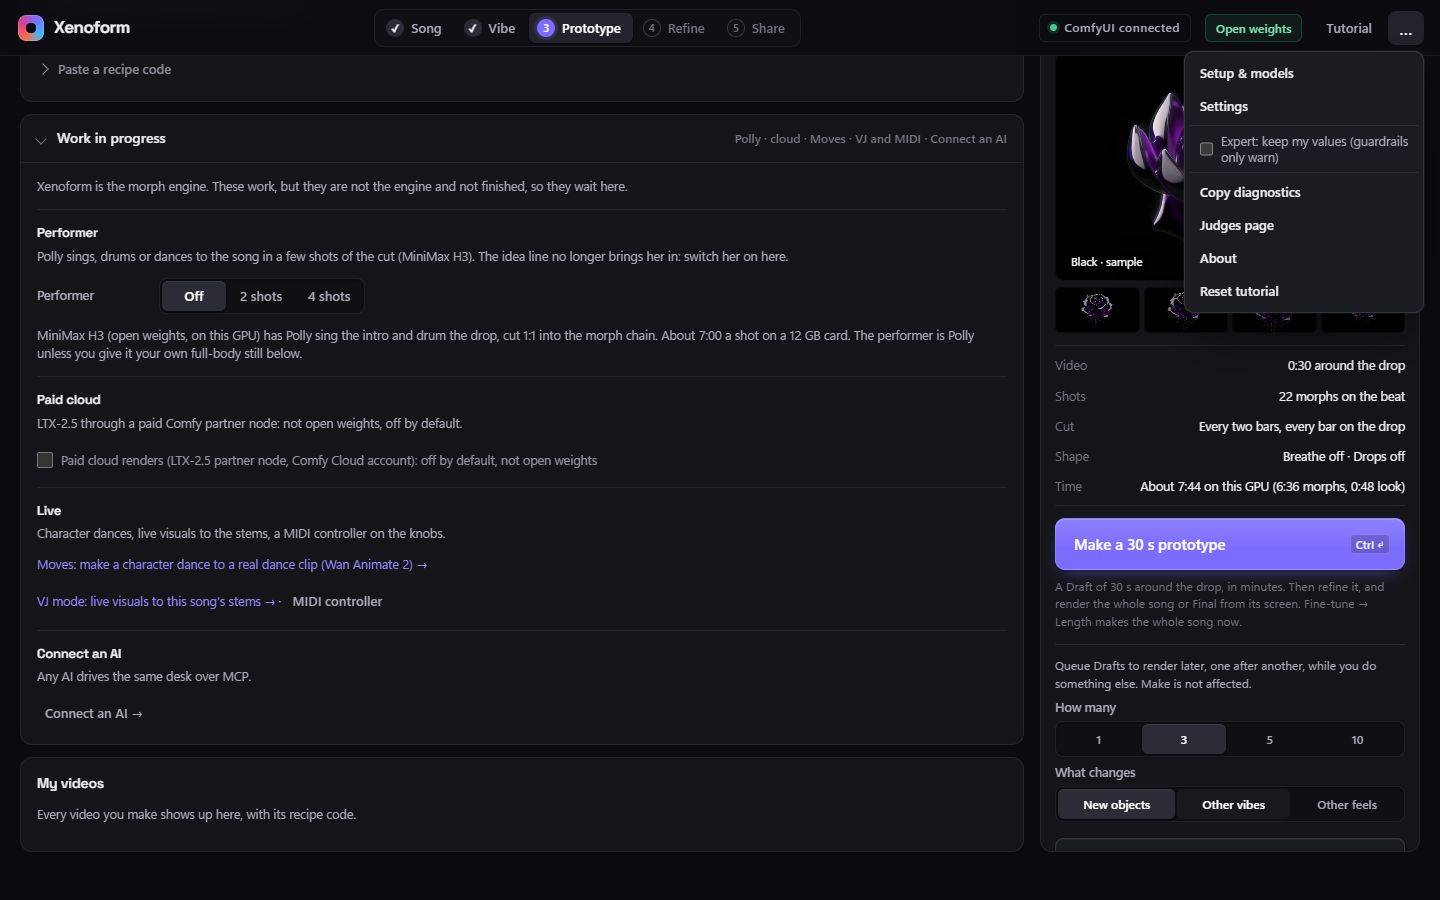 Xenoform
Song
Vibe
3 Prototype
4 Refine
5 Share
ComfyUI connected
Open weights
Tutorial
...
Paste a recipe code
Work in progress
Polly · cloud · Moves · VJ and MIDI · Connect an AI
Xenoform is the morph engine. These work, but they are not the engine and not finished, so they wait here.
Performer
Polly sings, drums or dances to the song in a few shots of the cut (MiniMax H3). The idea line no longer brings her in: switch her on here.
Performer
Off
2 shots
4 shots
MiniMax H3 (open weights, on this GPU) has Polly sing the intro and drum the drop, cut 1:1 into the morph chain. About 7:00 a shot on a 12 GB card. The performer is Polly
unless you give it your own full-body still below.
Paid cloud
LTX-2.5 through a paid Comfy partner node: not open weights, off by default.
Paid cloud renders (LTX-2.5 partner node, Comfy Cloud account): off by default, not open weights
Live
Character dances, live visuals to the stems, a MIDI controller on the knobs.
Moves: make a character dance to a real dance clip (Wan Animate 2) →
VJ mode: live visuals to this song's stems → · MIDI controller
Connect an AI
Any AI drives the same desk over MCP.
Connect an AI →
My videos
Every video you make shows up here, with its recipe code.
Setup & models
Settings
Expert: keep my values (guardrails
only warn)
Copy diagnostics
Judges page
About
Reset tutorial
Black · sample
Video 0:30 around the drop
Shots 22 morphs on the beat
Cut Every two bars, every bar on the drop
Shape Breathe off · Drops off
Time About 7:44 on this GPU (6:36 morphs, 0:48 look)
Make a 30 s prototype Ctrl ↵
A Draft of 30 s around the drop, in minutes. Then refine it, and
render the whole song or Final from its screen. Fine-tune →
Length makes the whole song now.
Queue Drafts to render later, one after another, while you do
something else. Make is not affected.
How many
1 3 5 10
What changes
New objects
Other vibes
Other feels